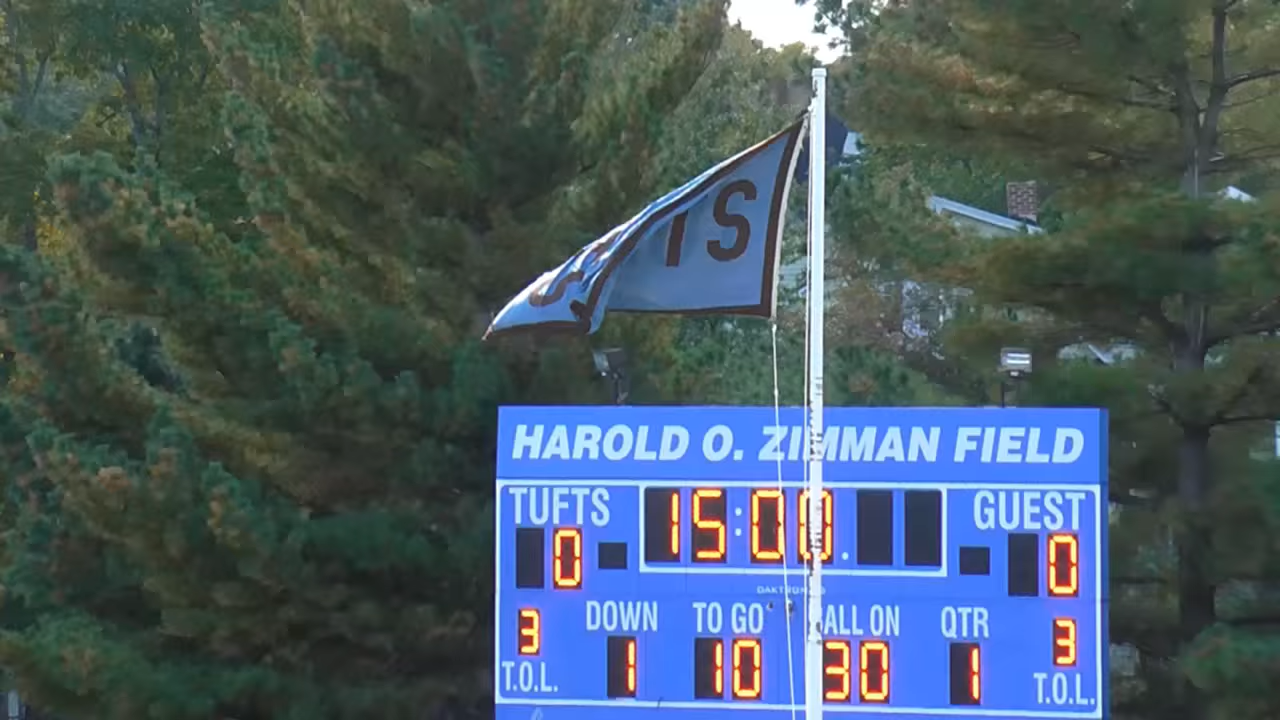 TS
HAROLD O. ZIMMAN FIELD
TUFTS 15:00. GUEST
0 0
DAKTRONICS
DOWN TO GO BALL ON QTR
3 1 10 30 1 3
T.O.L. T.O.L.